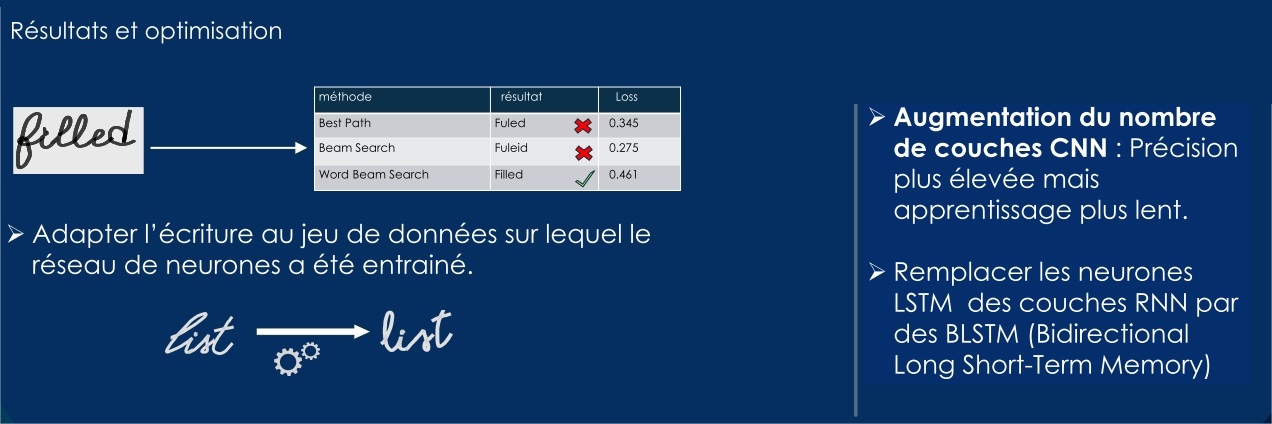 Résultats et optimisation
filled
méthode résultat Loss
Best Path Fuled 0.345
Beam Search Fuleid 0.275
Word Beam Search Filled 0.461
➢ Adapter l’écriture au jeu de données sur lequel le
réseau de neurones a été entrainé.
list list
➢ Augmentation du nombre
de couches CNN : Précision
plus élevée mais
apprentissage plus lent.
➢ Remplacer les neurones
LSTM des couches RNN par
des BLSTM (Bidirectional
Long Short-Term Memory)